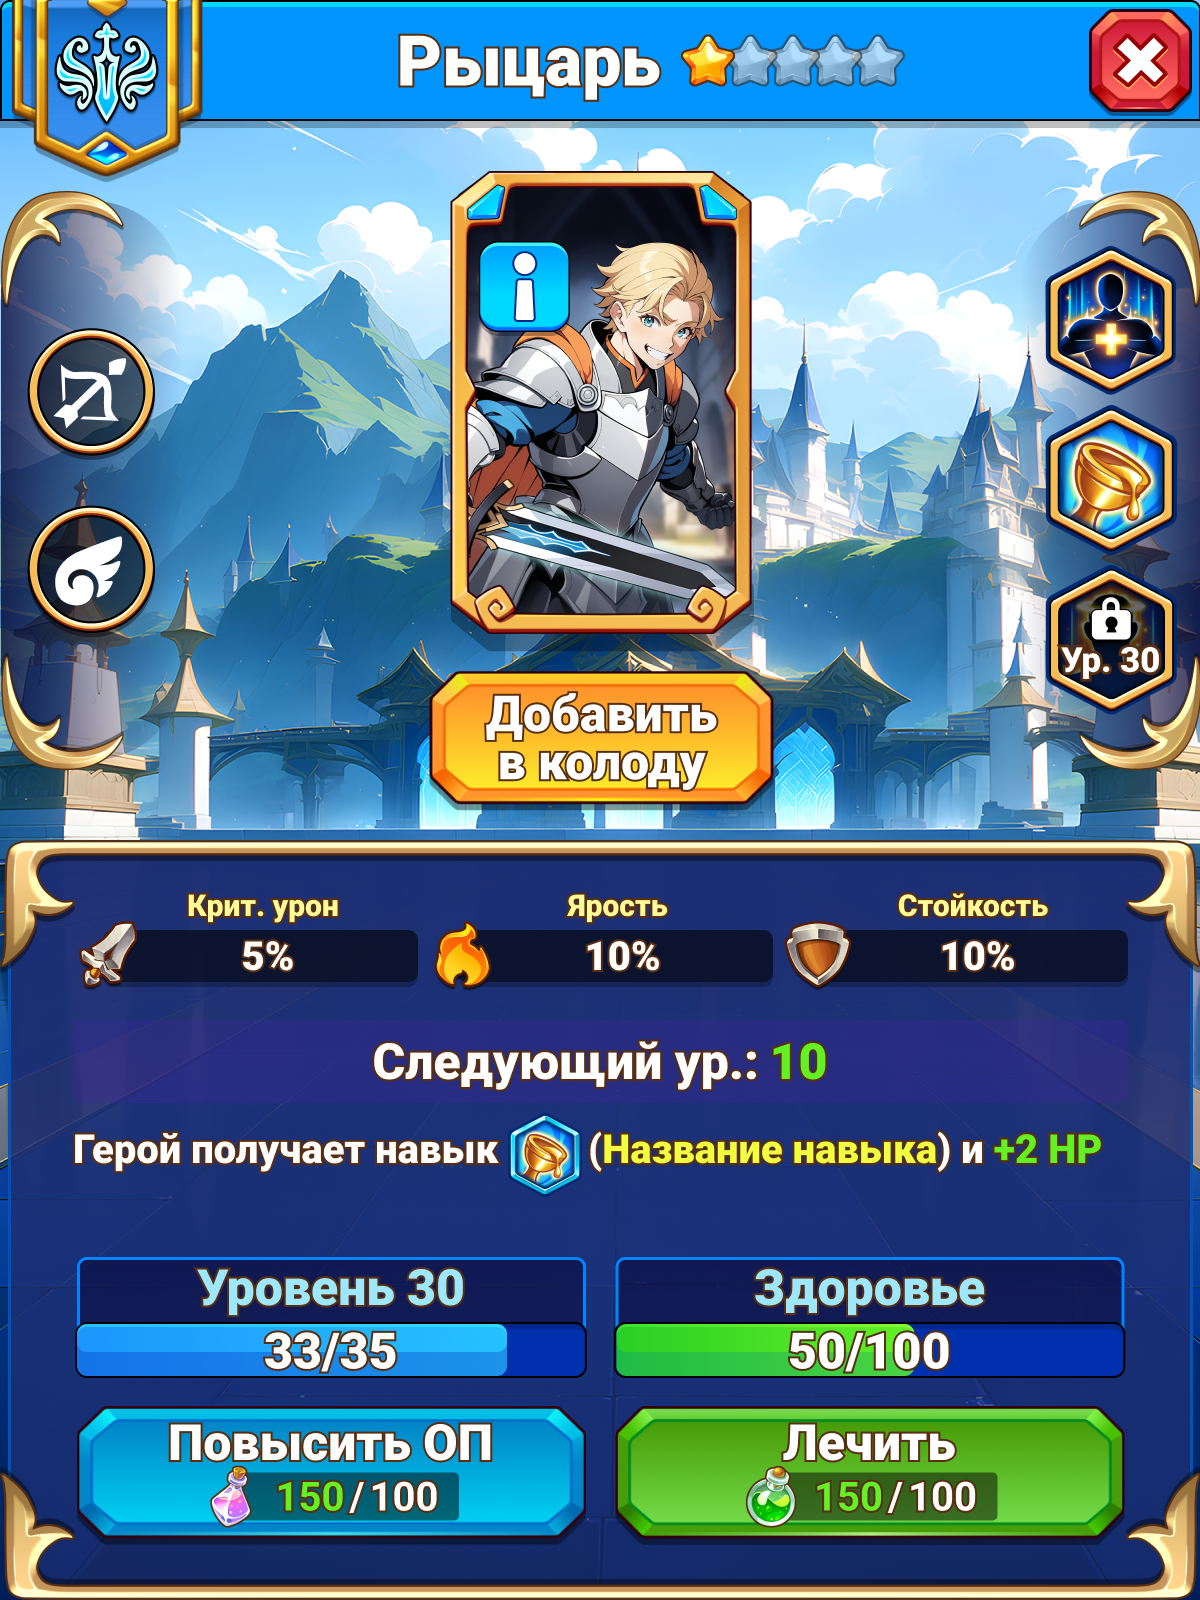 Рыцарь
Ур. 30
Добавить
в колоду
Крит. урон
Ярость
Стойкость
5%
10%
10%
Следующий ур.: 10
Герой получает навык (Название навыка) и +2 HP
Уровень 30
Здоровье
33/35
50/100
Повысить ОП
Лечить
150/100
150/100